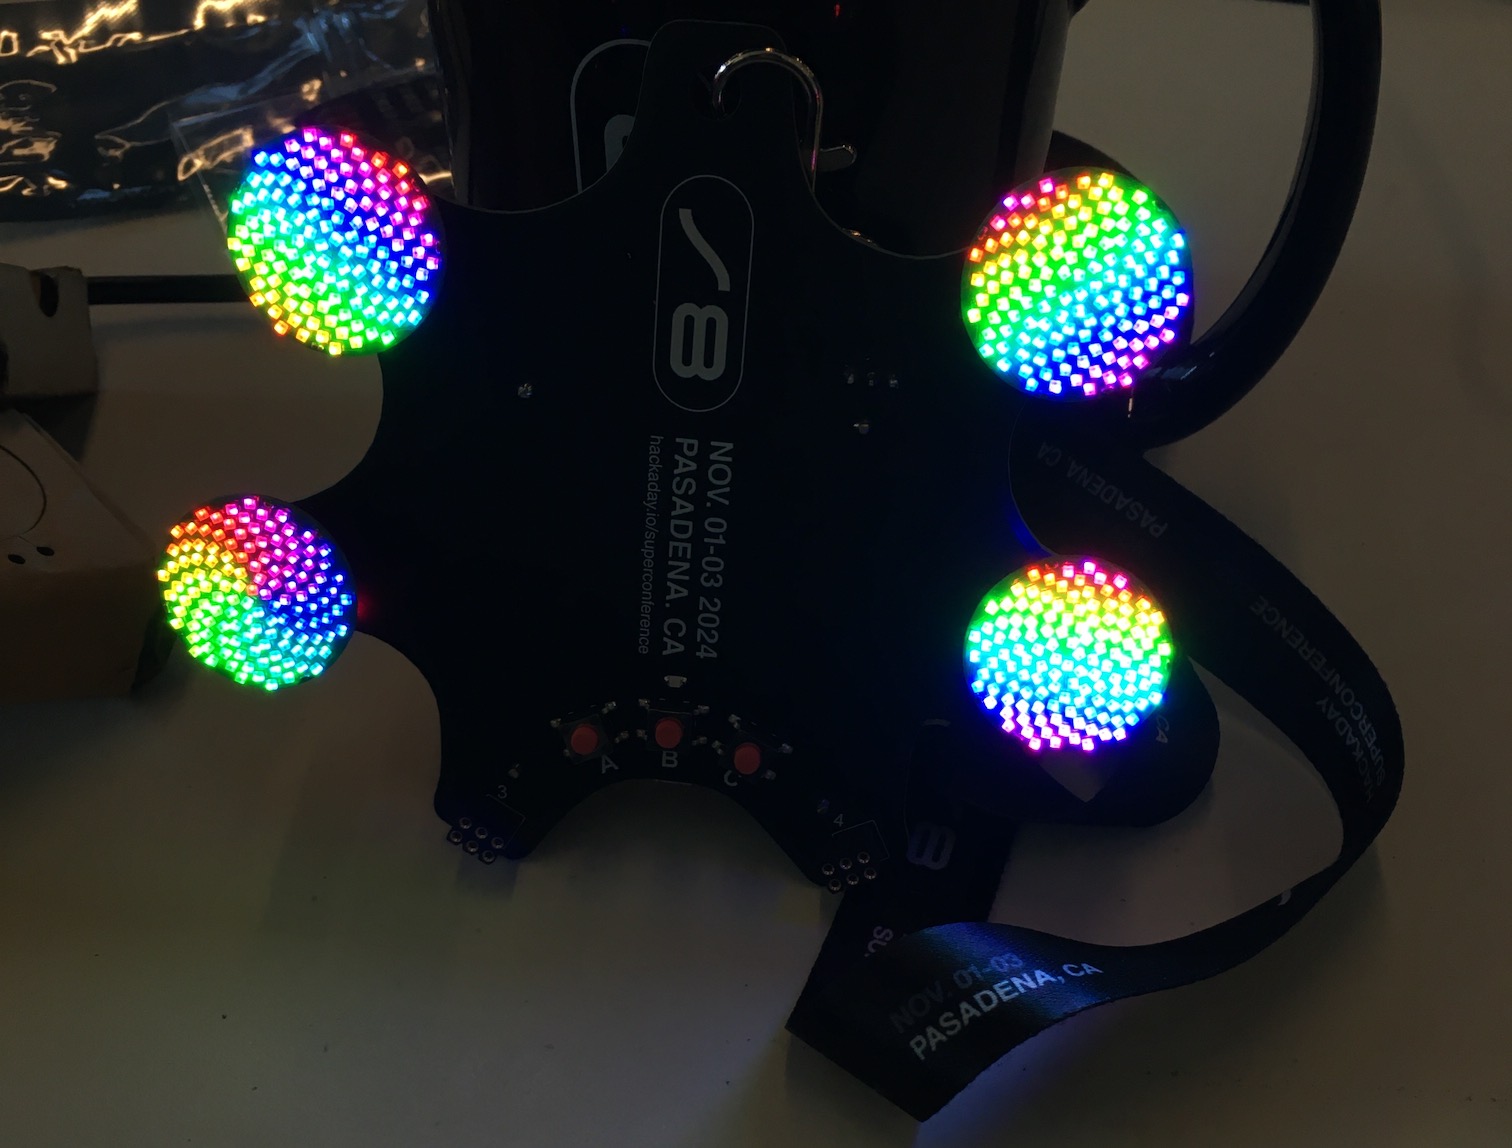 /8
NOV. 01-03 2024
PASADENA. CA
hackaday.io/superconference
A
B
C
3
4
PASADENA, CA
HACKADAY
SUPERCONFERENCE
CA
8
SU
NOV. 01-03
PASADENA, CA